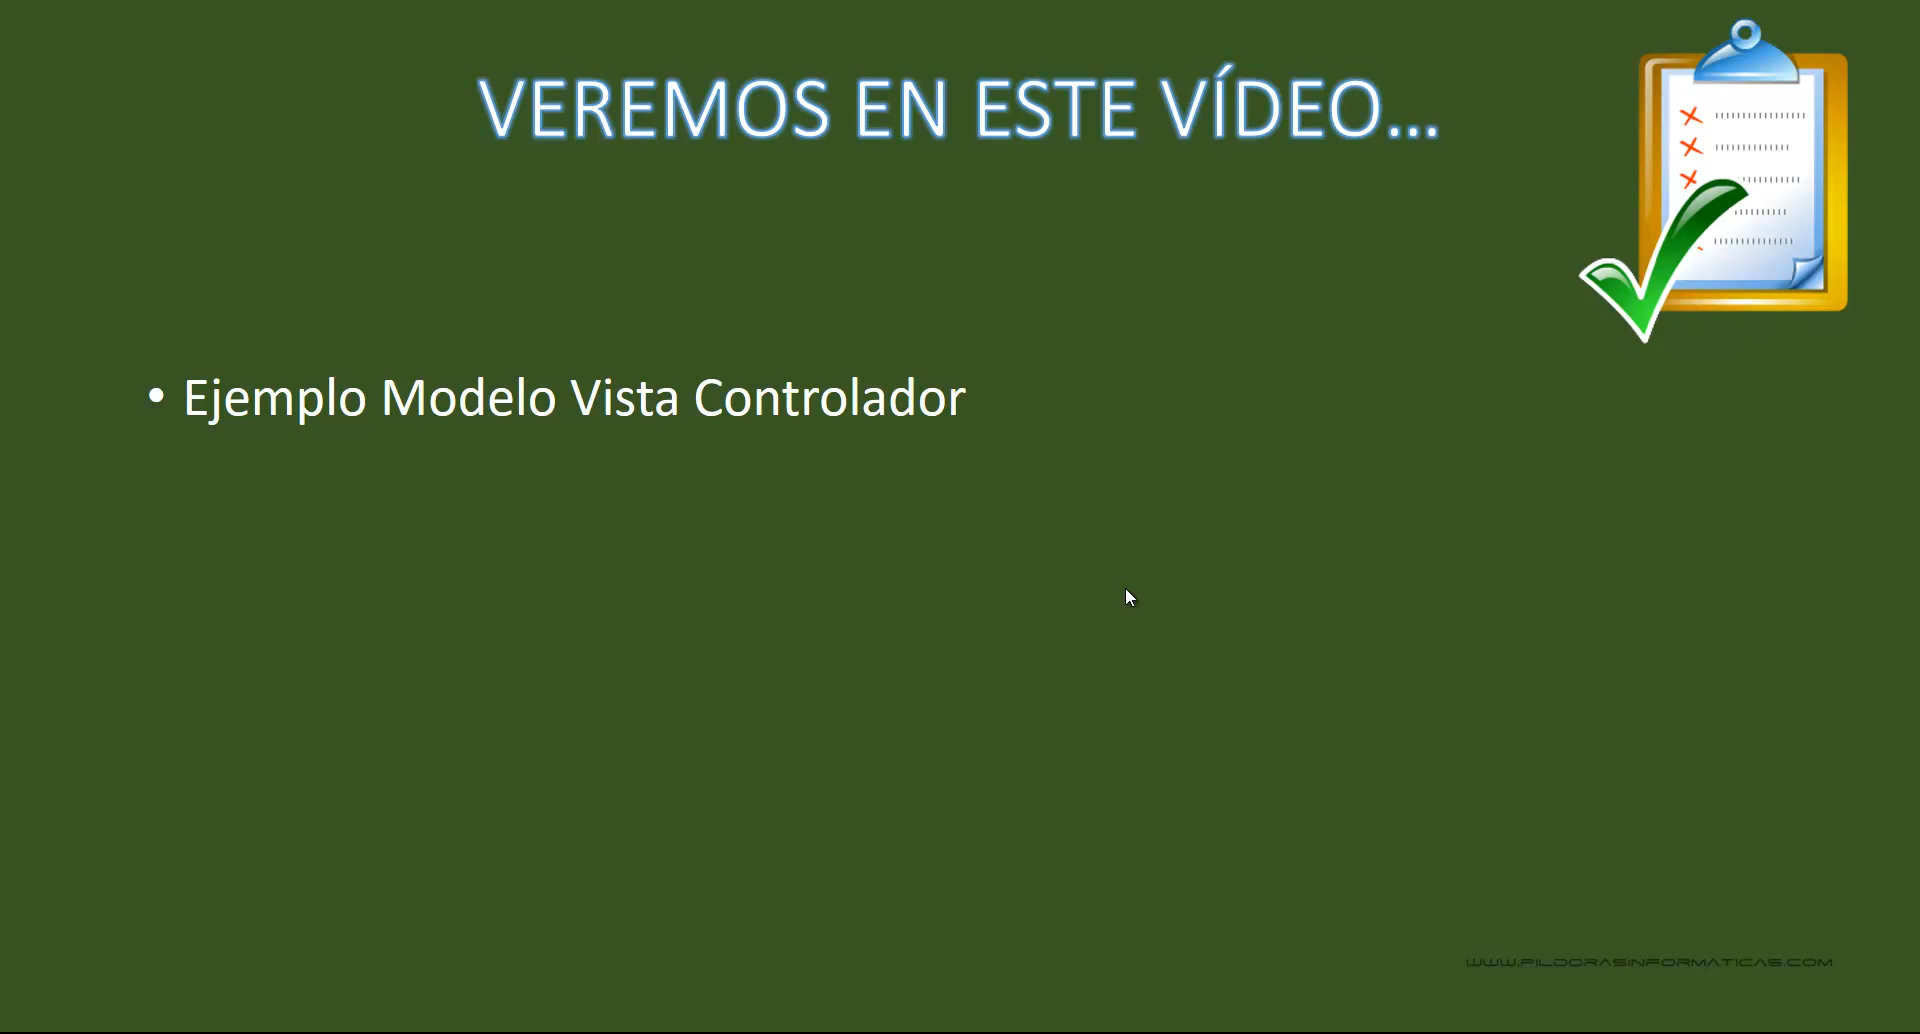 VEREMOS EN ESTE VÍDEO...
• Ejemplo Modelo Vista Controlador
WWW.PILDORASINFORMATICAS.COM